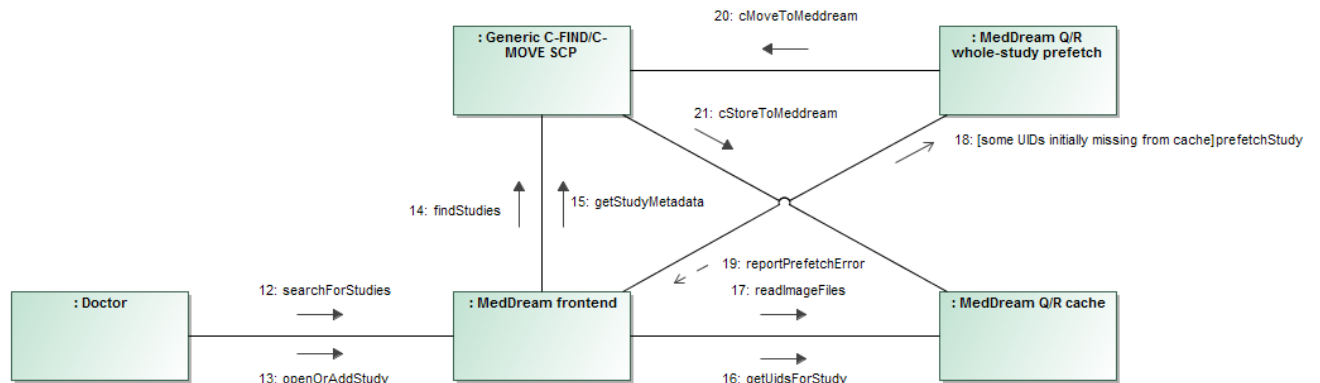 20: cMoveToMeddream
: Generic C-FIND/C-
MOVE SCP
: MedDream Q/R
whole-study prefetch
21: cStoreToMeddream
18: [some UIDs initially missing from cache]prefetchStudy
14: findStudies
15: getStudyMetadata
19: reportPrefetchError
12: searchForStudies
17: readImageFiles
: Doctor
: MedDream frontend
: MedDream Q/R cache
13: openOrAddStudy
16: getUidsForStudy